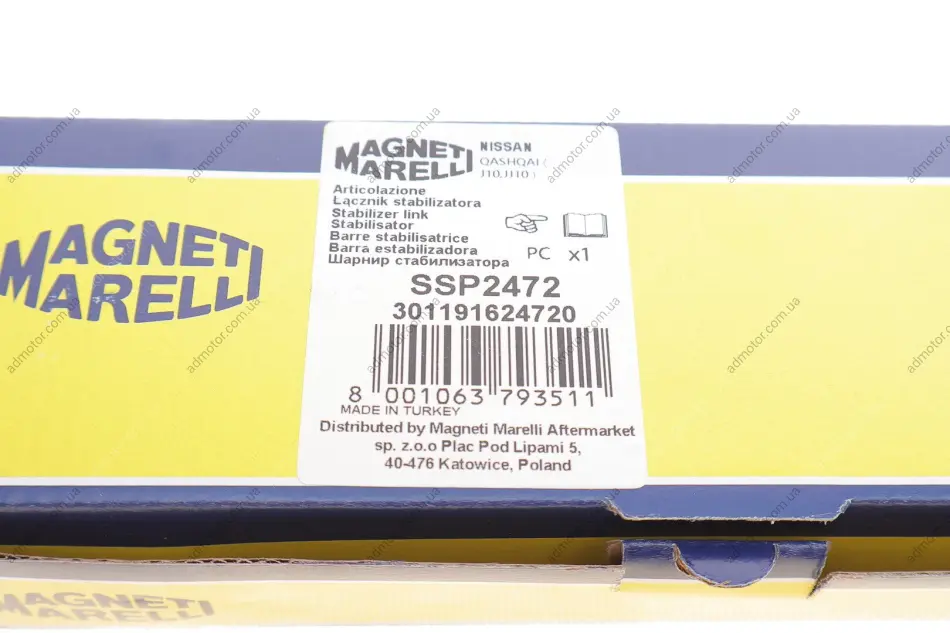 MAGNETI
MARELLI
NISSAN
QASHQAI (
J10,JJ10 )
Articolazione
Łącznik stabilizatora
Stabilizer link
Stabilisator
Barre stabilisatrice
Barra estabilizadora
Шарнир стабилизатора
PC x1
SSP2472
301191624720
8 001063 793511
MADE IN TURKEY
Distributed by Magneti Marelli Aftermarket
sp. z.o.o Plac Pod Lipami 5,
40-476 Katowice, Poland
MAGNETI
MARELLI
MAGNETI
MARELLI
admotor.com.ua